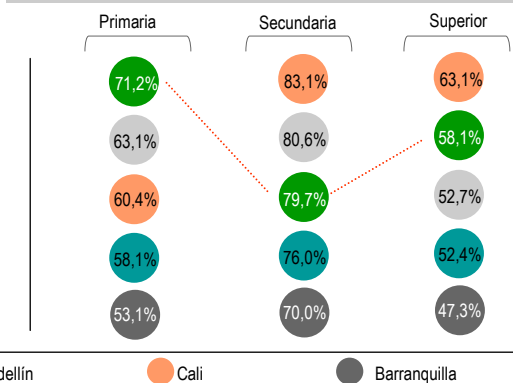 Primaria Secundaria Superior
71,2% 83,1% 63,1%
63,1% 80,6% 58,1%
60,4% 79,7% 52,7%
58,1% 76,0% 52,4%
53,1% 70,0% 47,3%
dellín Cali Barranquilla